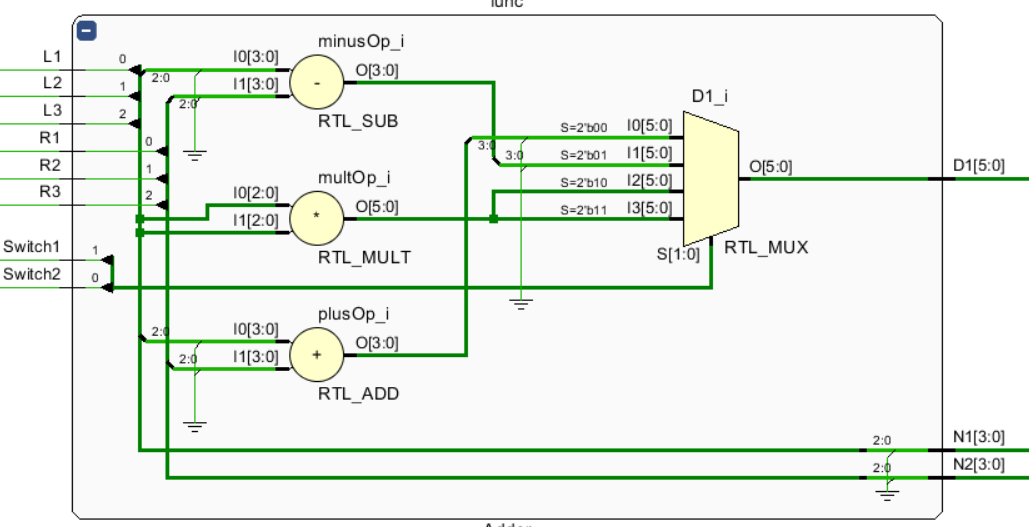 func
minusOp_i
L1 0 I0[3:0] O[3:0]
2:0
L2 1 I1[3:0] - D1_i
2:0
L3 2 RTL_SUB
R1 0 S=2'b00 I0[5:0]
3:0
3:0 S=2'b01 I1[5:0]
R2 1 multOp_i O[5:0] D1[5:0]
R3 2 I0[2:0] O[5:0] S=2'b10 I2[5:0]
I1[2:0] * S=2'b11 I3[5:0]
Switch1 1 RTL_MULT S[1:0] RTL_MUX
Switch2 0
plusOp_i
2:0 I0[3:0] O[3:0]
2:0 I1[3:0] +
RTL_ADD
2:0 N1[3:0]
2:0 N2[3:0]